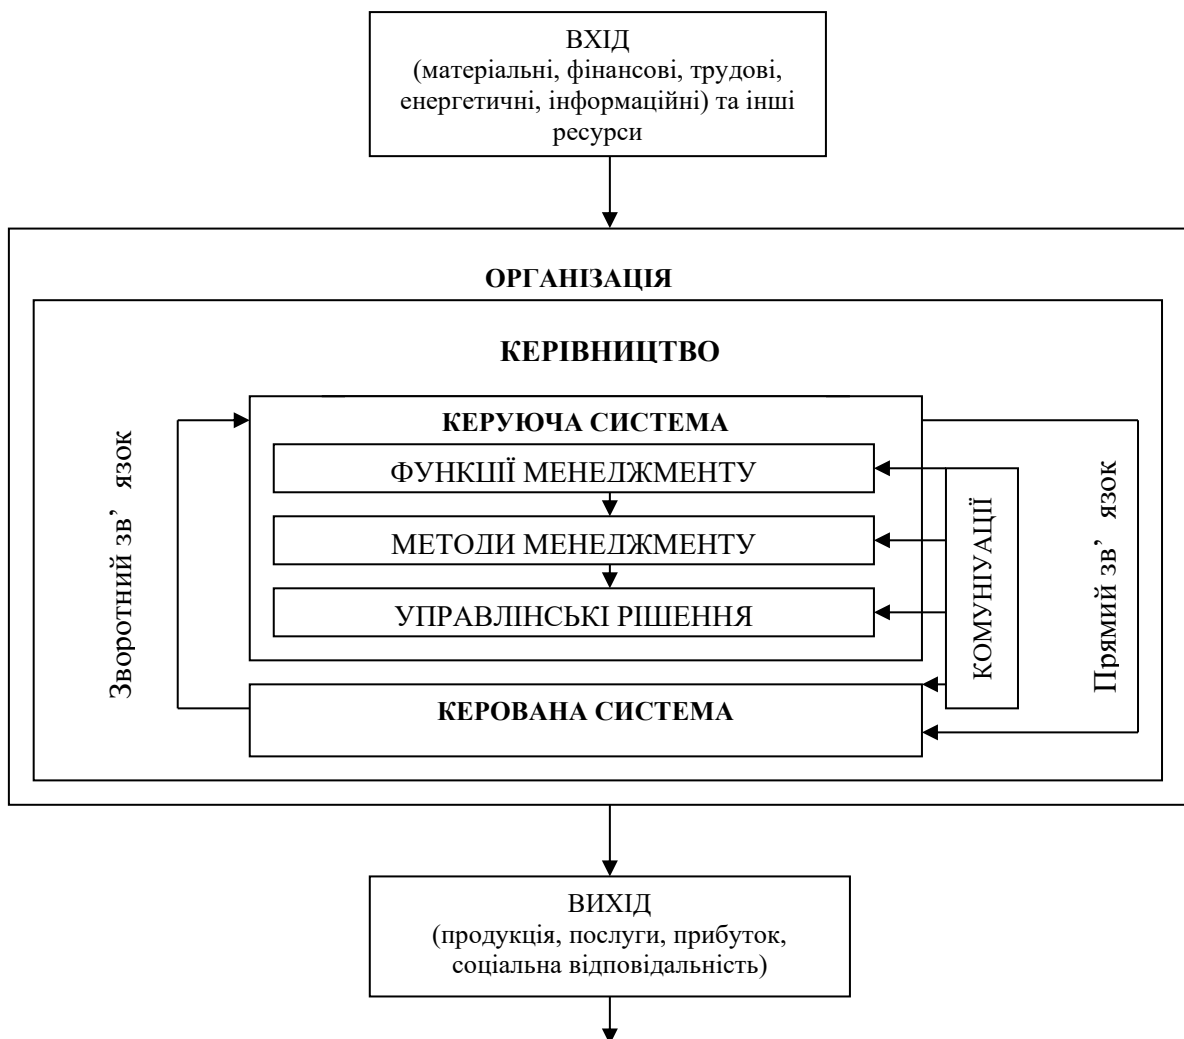 ВХІД
(матеріальні, фінансові, трудові,
енергетичні, інформаційні) та інші
ресурси
ОРГАНІЗАЦІЯ
КЕРІВНИЦТВО
КЕРУЮЧА СИСТЕМА
ФУНКЦІЇ МЕНЕДЖМЕНТУ
МЕТОДИ МЕНЕДЖМЕНТУ
УПРАВЛІНСЬКІ РІШЕННЯ
КЕРОВАНА СИСТЕМА
Зворотний зв’ язок
КОМУНІУАЦІЇ
Прямий зв’ язок
ВИХІД
(продукція, послуги, прибуток,
соціальна відповідальність)